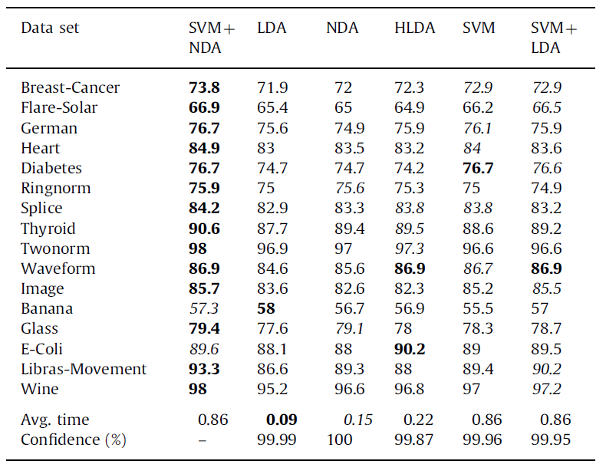 Data set SVM+ LDA NDA HLDA SVM SVM+
NDA LDA
Breast-Cancer 73.8 71.9 72 72.3 72.9 72.9
Flare-Solar 66.9 65.4 65 64.9 66.2 66.5
German 76.7 75.6 74.9 75.9 76.1 75.9
Heart 84.9 83 83.5 83.2 84 83.6
Diabetes 76.7 74.7 74.7 74.2 76.7 76.6
Ringnorm 75.9 75 75.6 75.3 75 74.9
Splice 84.2 82.9 83.3 83.8 83.8 83.2
Thyroid 90.6 87.7 89.4 89.5 88.6 89.2
Twonorm 98 96.9 97 97.3 96.6 96.6
Waveform 86.9 84.6 85.6 86.9 86.7 86.9
Image 85.7 83.6 82.6 82.3 85.2 85.5
Banana 57.3 58 56.7 56.9 55.5 57
Glass 79.4 77.6 79.1 78 78.3 78.7
E-Coli 89.6 88.1 88 90.2 89 89.5
Libras-Movement 93.3 86.6 89.3 88 89.4 90.2
Wine 98 95.2 96.6 96.8 97 97.2
Avg. time 0.86 0.09 0.15 0.22 0.86 0.86
Confidence (%) – 99.99 100 99.87 99.96 99.95